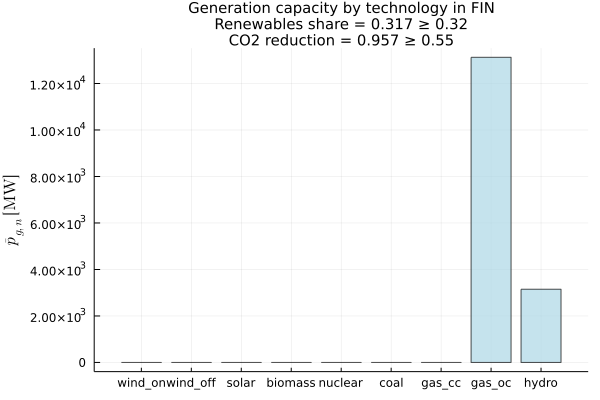 Generation capacity by technology in FIN
Renewables share = 0.317 ≥ 0.32
CO2 reduction = 0.957 ≥ 0.55
p̄_{g,n} [MW]
1.20×10⁴
1.00×10⁴
8.00×10³
6.00×10³
4.00×10³
2.00×10³
0
wind_on wind_off solar biomass nuclear coal gas_cc gas_oc hydro